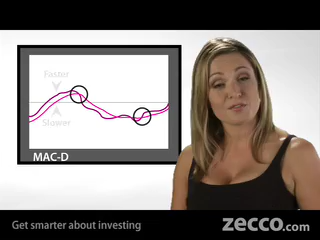 Faster
Slower
MAC-D
Get smarter about investing
zecco.com